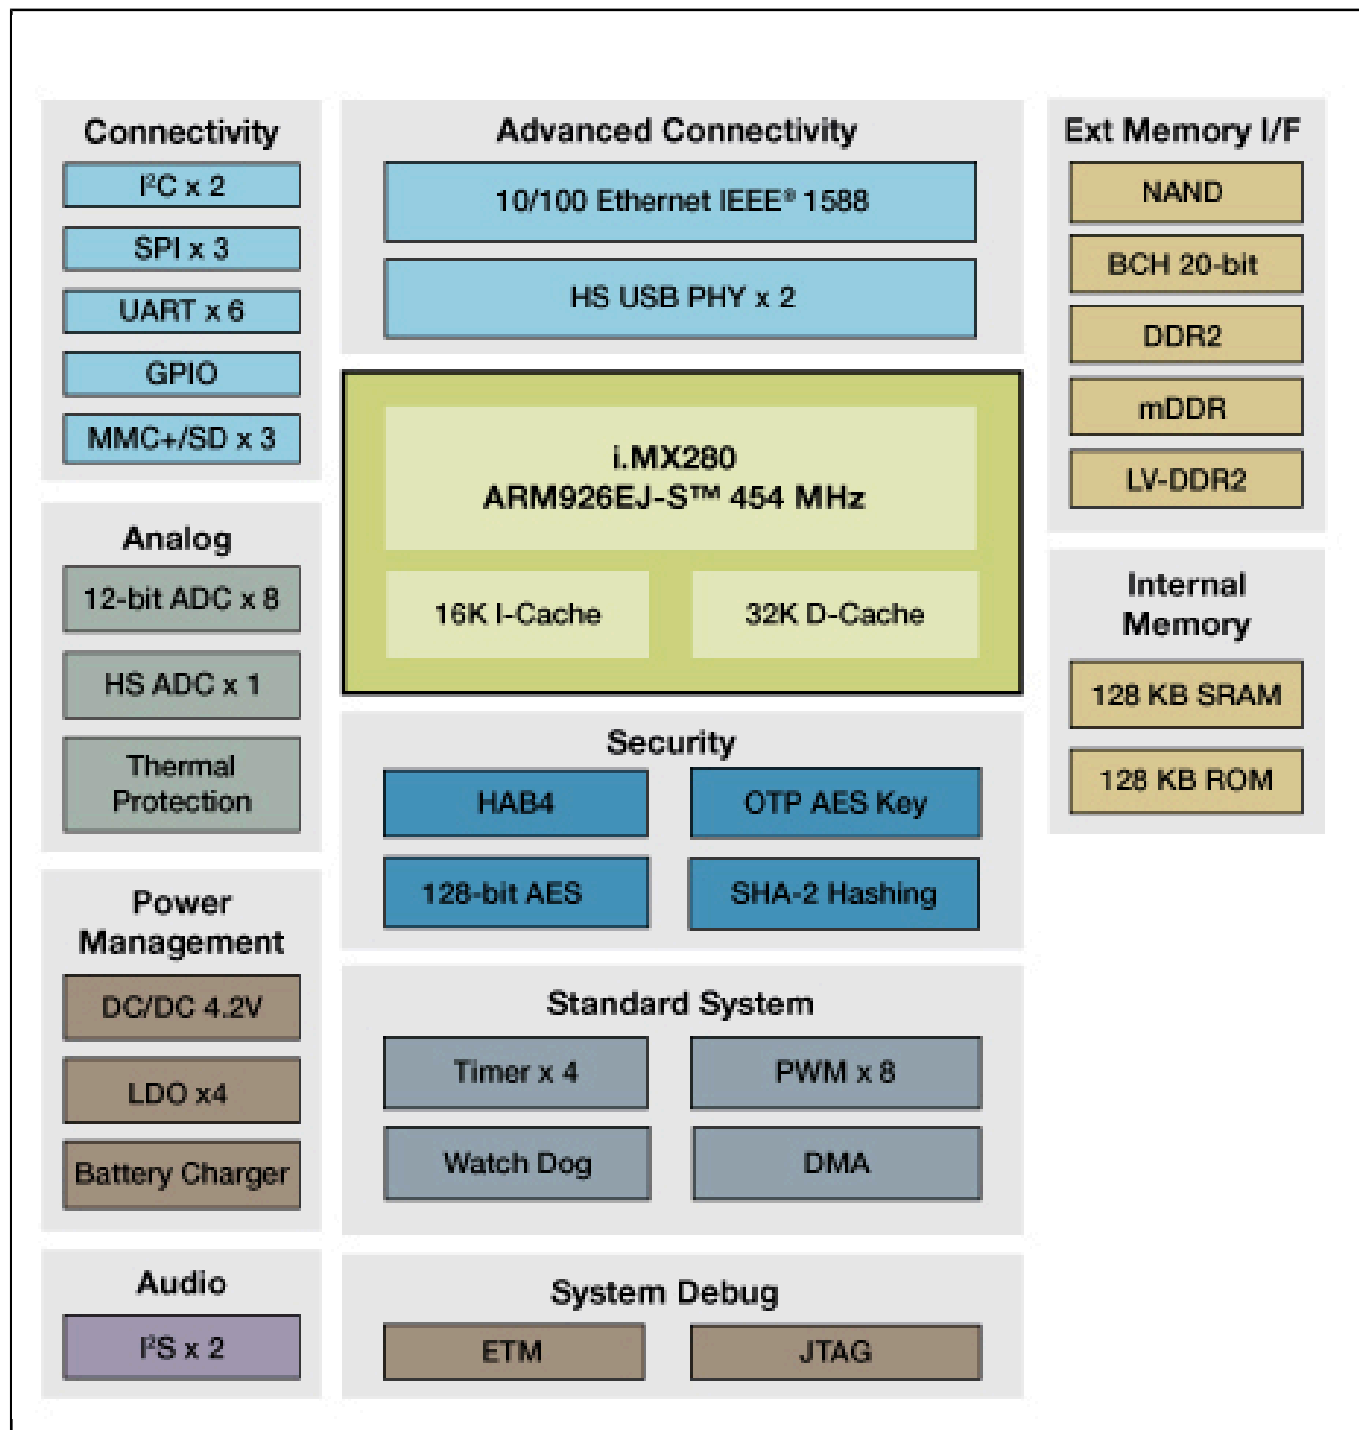 Connectivity
I²C x 2
SPI x 3
UART x 6
GPIO
MMC+/SD x 3
Analog
12-bit ADC x 8
HS ADC x 1
Thermal
Protection
Power
Management
DC/DC 4.2V
LDO x4
Battery Charger
Audio
I²S x 2
Advanced Connectivity
10/100 Ethernet IEEE® 1588
HS USB PHY x 2
i.MX280
ARM926EJ-S™ 454 MHz
16K I-Cache
32K D-Cache
Security
HAB4
OTP AES Key
128-bit AES
SHA-2 Hashing
Standard System
Timer x 4
PWM x 8
Watch Dog
DMA
System Debug
ETM
JTAG
Ext Memory I/F
NAND
BCH 20-bit
DDR2
mDDR
LV-DDR2
Internal
Memory
128 KB SRAM
128 KB ROM